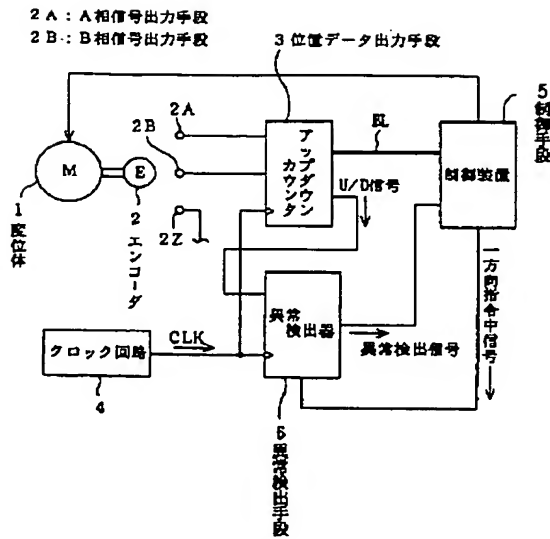 2A：A相信号出力手段
2B：B相信号出力手段
3位置データ出力手段
5制御手段
2A
2B
2Z
アップダウンカウンタ
BL
制御装置
U/D信号
M
E
1変位体
2エンコーダ
クロック回路
4
CLK
異常検出器
異常検出信号
一方向指令中信号
6異常検出手段